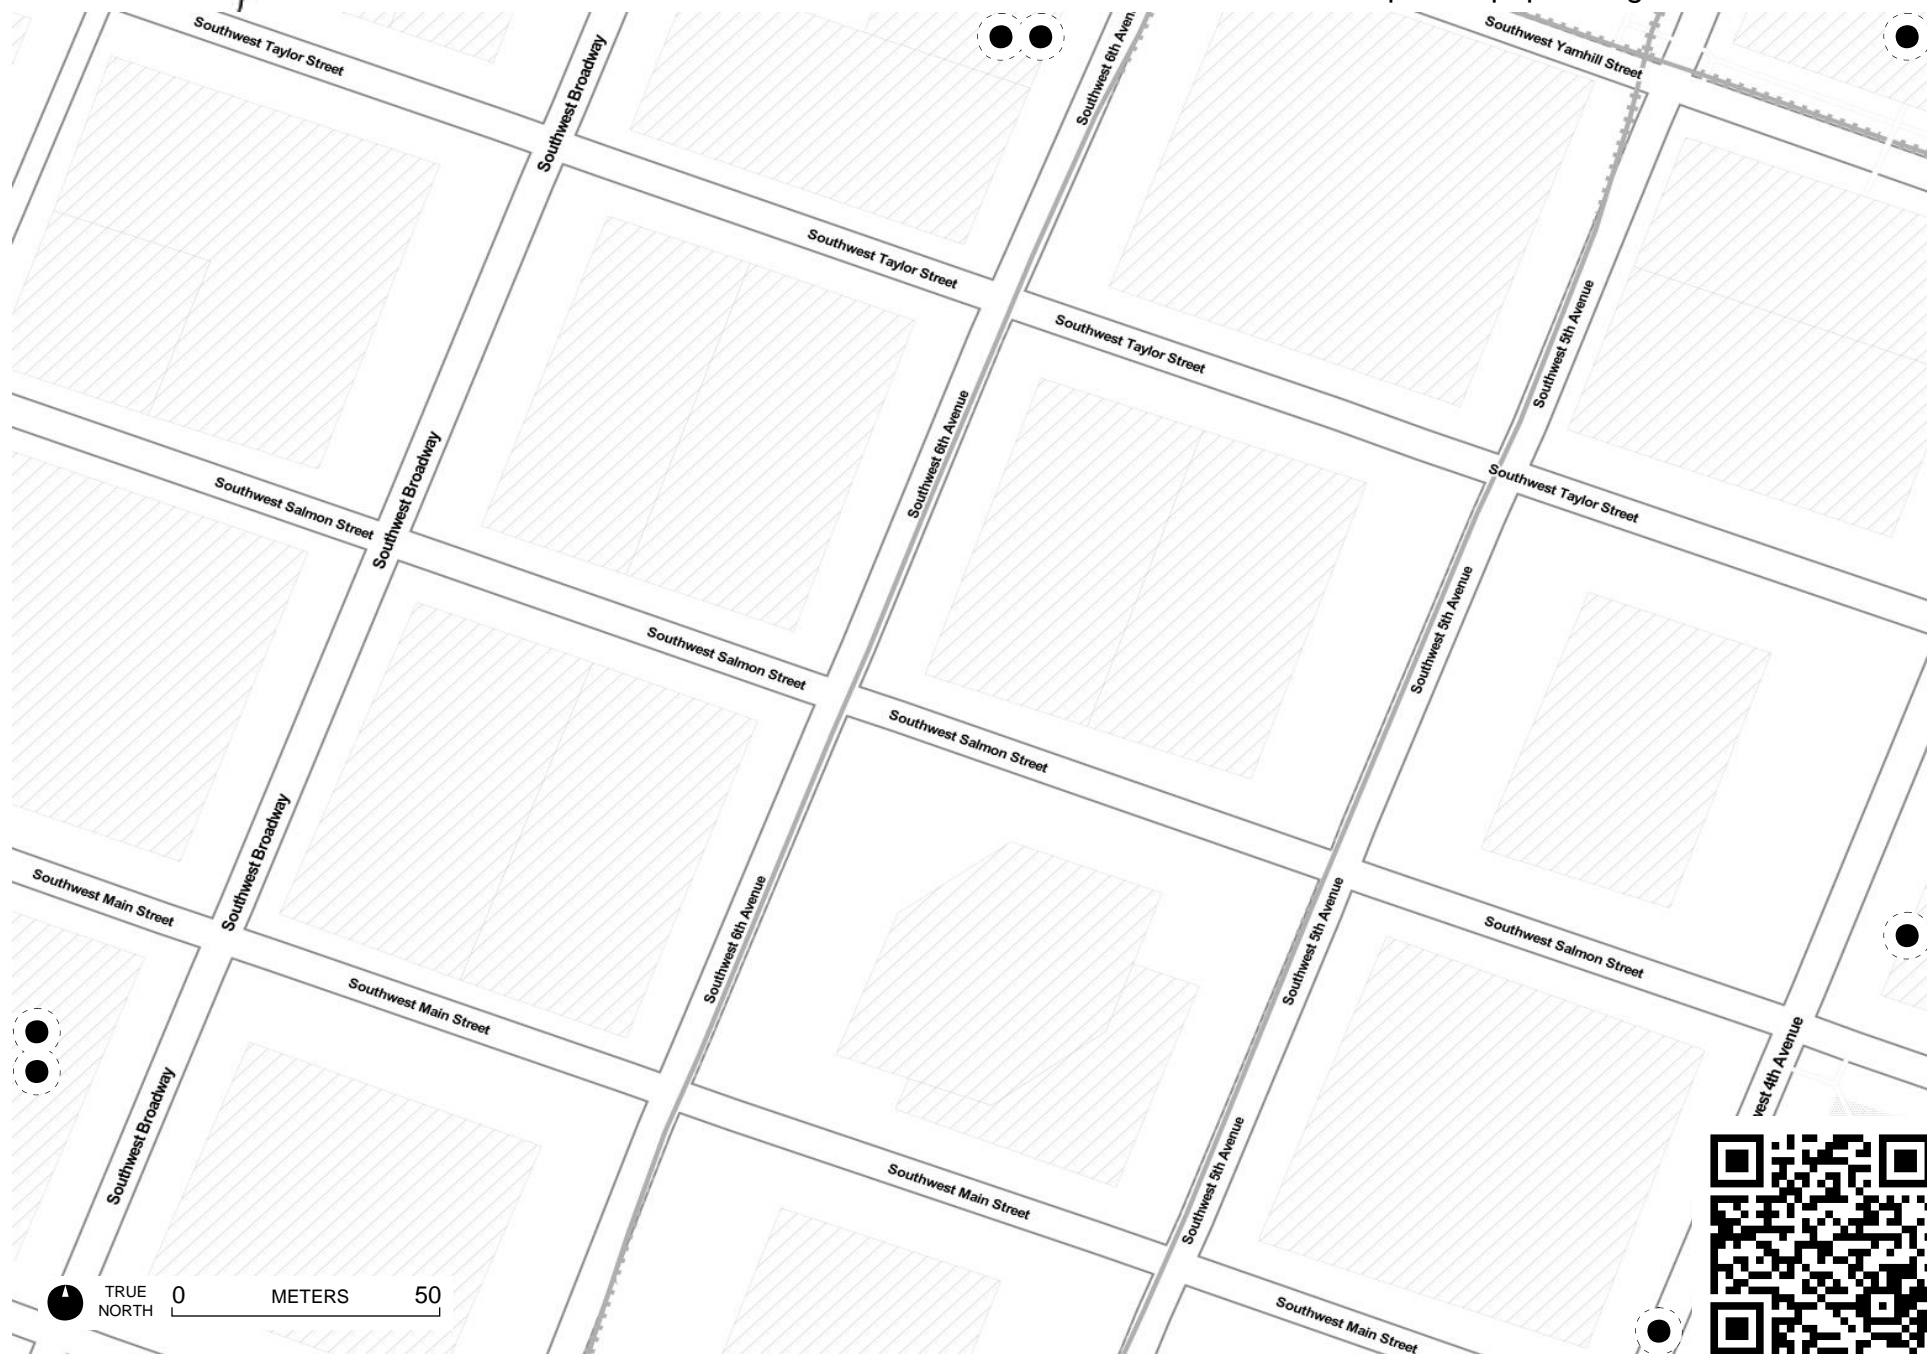 Southwest Taylor Street
Southwest Broadway
Southwest 6th Aven
Southwest Yamhill Street
Southwest Taylor Street
Southwest Taylor Street
Southwest 5th Avenue
Southwest 6th Avenue
Southwest Broadway
Southwest Salmon Street
Southwest Taylor Street
Southwest 5th Avenue
Southwest Salmon Street
Southwest Salmon Street
Southwest Broadway
Southwest Main Street
Southwest 6th Avenue
Southwest 5th Avenue
Southwest Salmon Street
Southwest Main Street
west 4th Avenue
Southwest Broadway
Southwest Main Street
Southwest 5th Avenue
TRUE
NORTH
0 METERS 50
Southwest Main Street